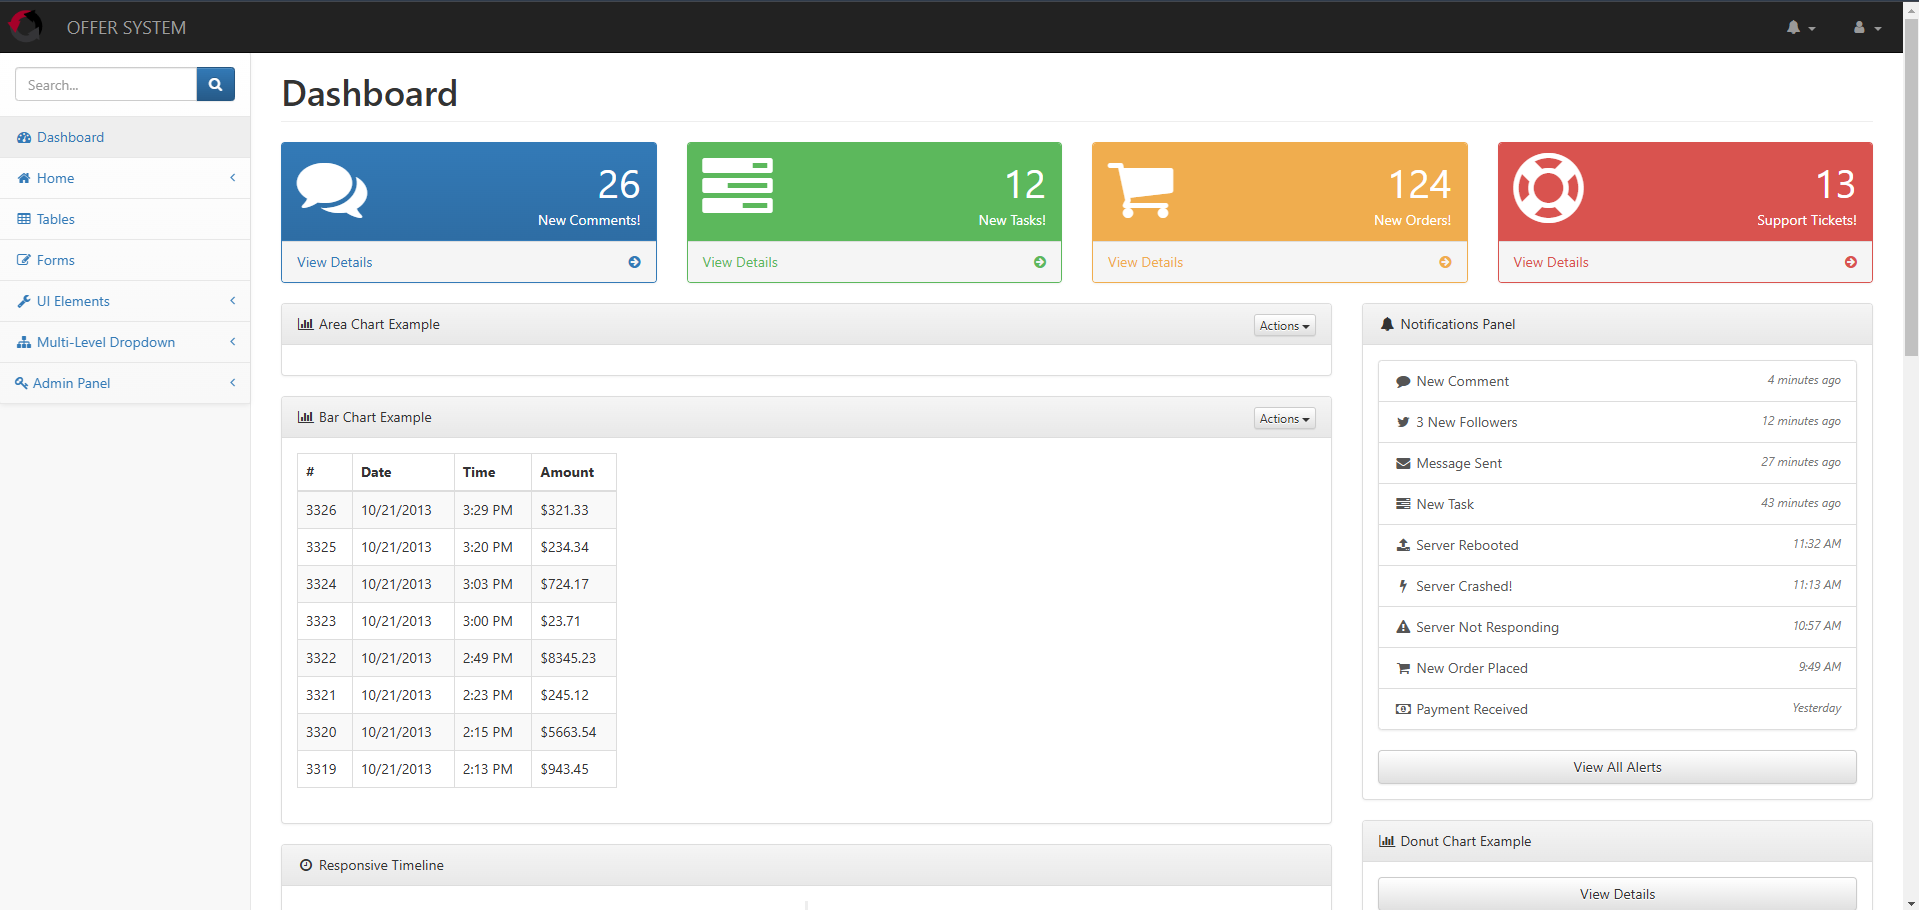 OFFER SYSTEM
Search...
Dashboard
Home
Tables
Forms
UI Elements
Multi-Level Dropdown
Admin Panel
Dashboard
26
New Comments!
View Details
12
New Tasks!
View Details
124
New Orders!
View Details
13
Support Tickets!
View Details
Area Chart Example
Actions
Bar Chart Example
Actions
# Date Time Amount
3326 10/21/2013 3:29 PM $321.33
3325 10/21/2013 3:20 PM $234.34
3324 10/21/2013 3:03 PM $724.17
3323 10/21/2013 3:00 PM $23.71
3322 10/21/2013 2:49 PM $8345.23
3321 10/21/2013 2:23 PM $245.12
3320 10/21/2013 2:15 PM $5663.54
3319 10/21/2013 2:13 PM $943.45
Responsive Timeline
Notifications Panel
New Comment 4 minutes ago
3 New Followers 12 minutes ago
Message Sent 27 minutes ago
New Task 43 minutes ago
Server Rebooted 11:32 AM
Server Crashed! 11:13 AM
Server Not Responding 10:57 AM
New Order Placed 9:49 AM
Payment Received Yesterday
View All Alerts
Donut Chart Example
View Details